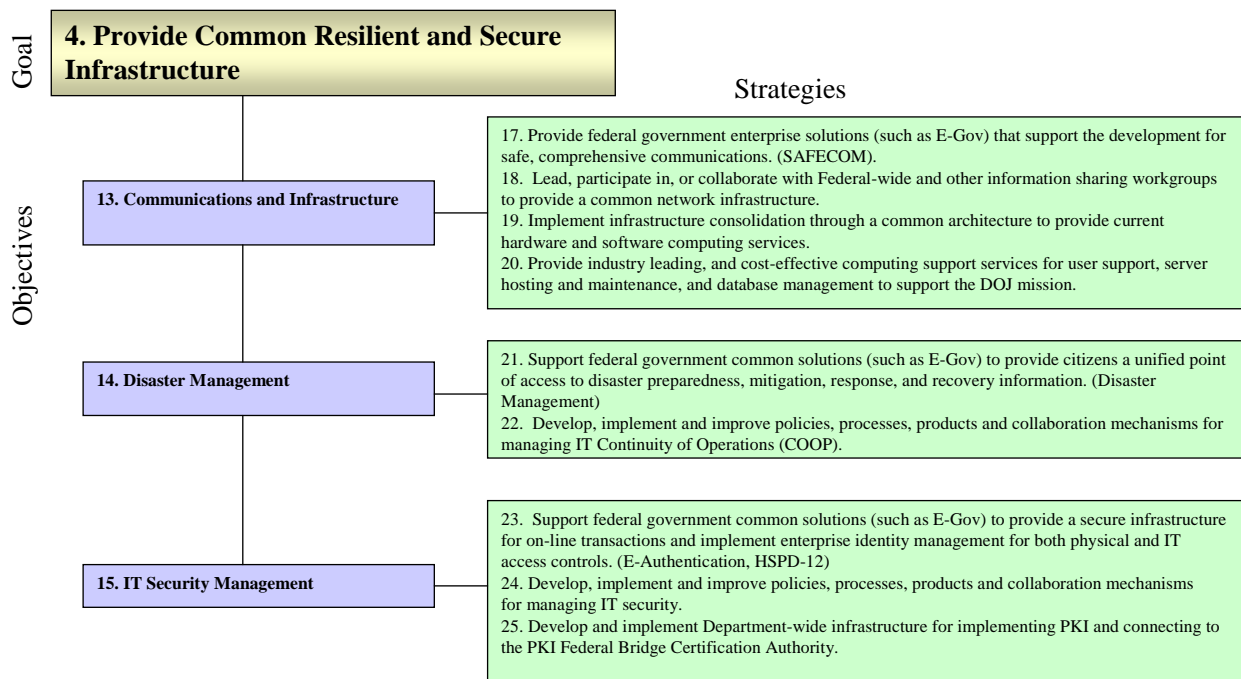 Goal
4. Provide Common Resilient and Secure
Infrastructure
Strategies
Objectives
13. Communications and Infrastructure
17. Provide federal government enterprise solutions (such as E-Gov) that support the development for
safe, comprehensive communications. (SAFECOM).
18. Lead, participate in, or collaborate with Federal-wide and other information sharing workgroups
to provide a common network infrastructure.
19. Implement infrastructure consolidation through a common architecture to provide current
hardware and software computing services.
20. Provide industry leading, and cost-effective computing support services for user support, server
hosting and maintenance, and database management to support the DOJ mission.
14. Disaster Management
21. Support federal government common solutions (such as E-Gov) to provide citizens a unified point
of access to disaster preparedness, mitigation, response, and recovery information. (Disaster
Management)
22. Develop, implement and improve policies, processes, products and collaboration mechanisms for
managing IT Continuity of Operations (COOP).
15. IT Security Management
23. Support federal government common solutions (such as E-Gov) to provide a secure infrastructure
for on-line transactions and implement enterprise identity management for both physical and IT
access controls. (E-Authentication, HSPD-12)
24. Develop, implement and improve policies, processes, products and collaboration mechanisms
for managing IT security.
25. Develop and implement Department-wide infrastructure for implementing PKI and connecting to
the PKI Federal Bridge Certification Authority.